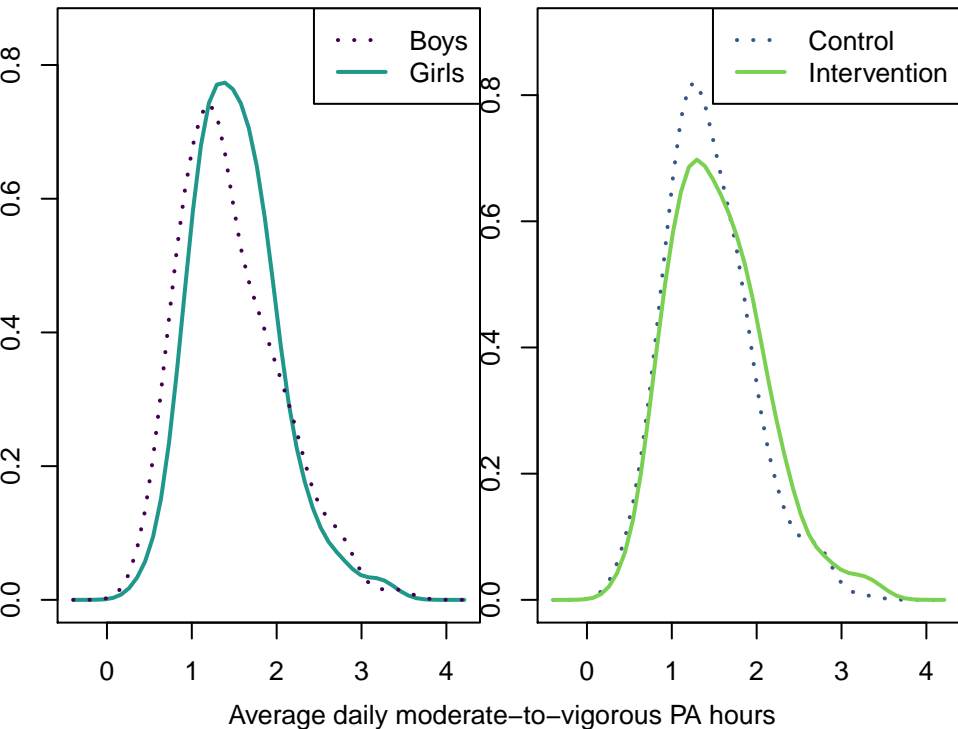 Boys
Girls
0.0 0.2 0.4 0.6 0.8
0 1 2 3 4
Control
Intervention
0.0 0.2 0.4 0.6 0.8
0 1 2 3 4
Average daily moderate−to−vigorous PA hours